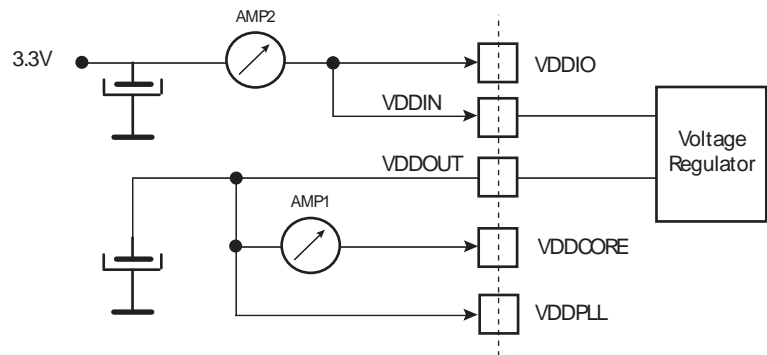 AMP2
3.3V
VDDIO
VDDIN
Voltage
Regulator
VDDOUT
AMP1
VDDCORE
VDDPLL